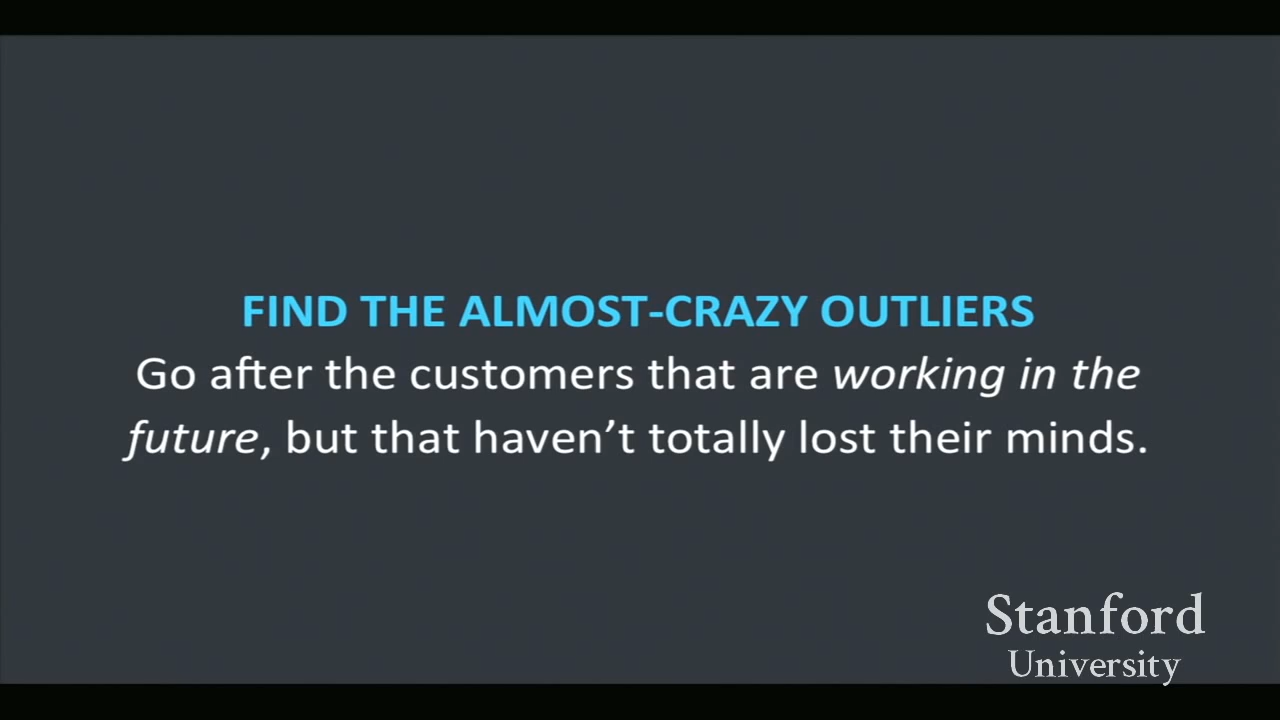 FIND THE ALMOST-CRAZY OUTLIERS
Go after the customers that are working in the
future, but that haven’t totally lost their minds.
Stanford
University